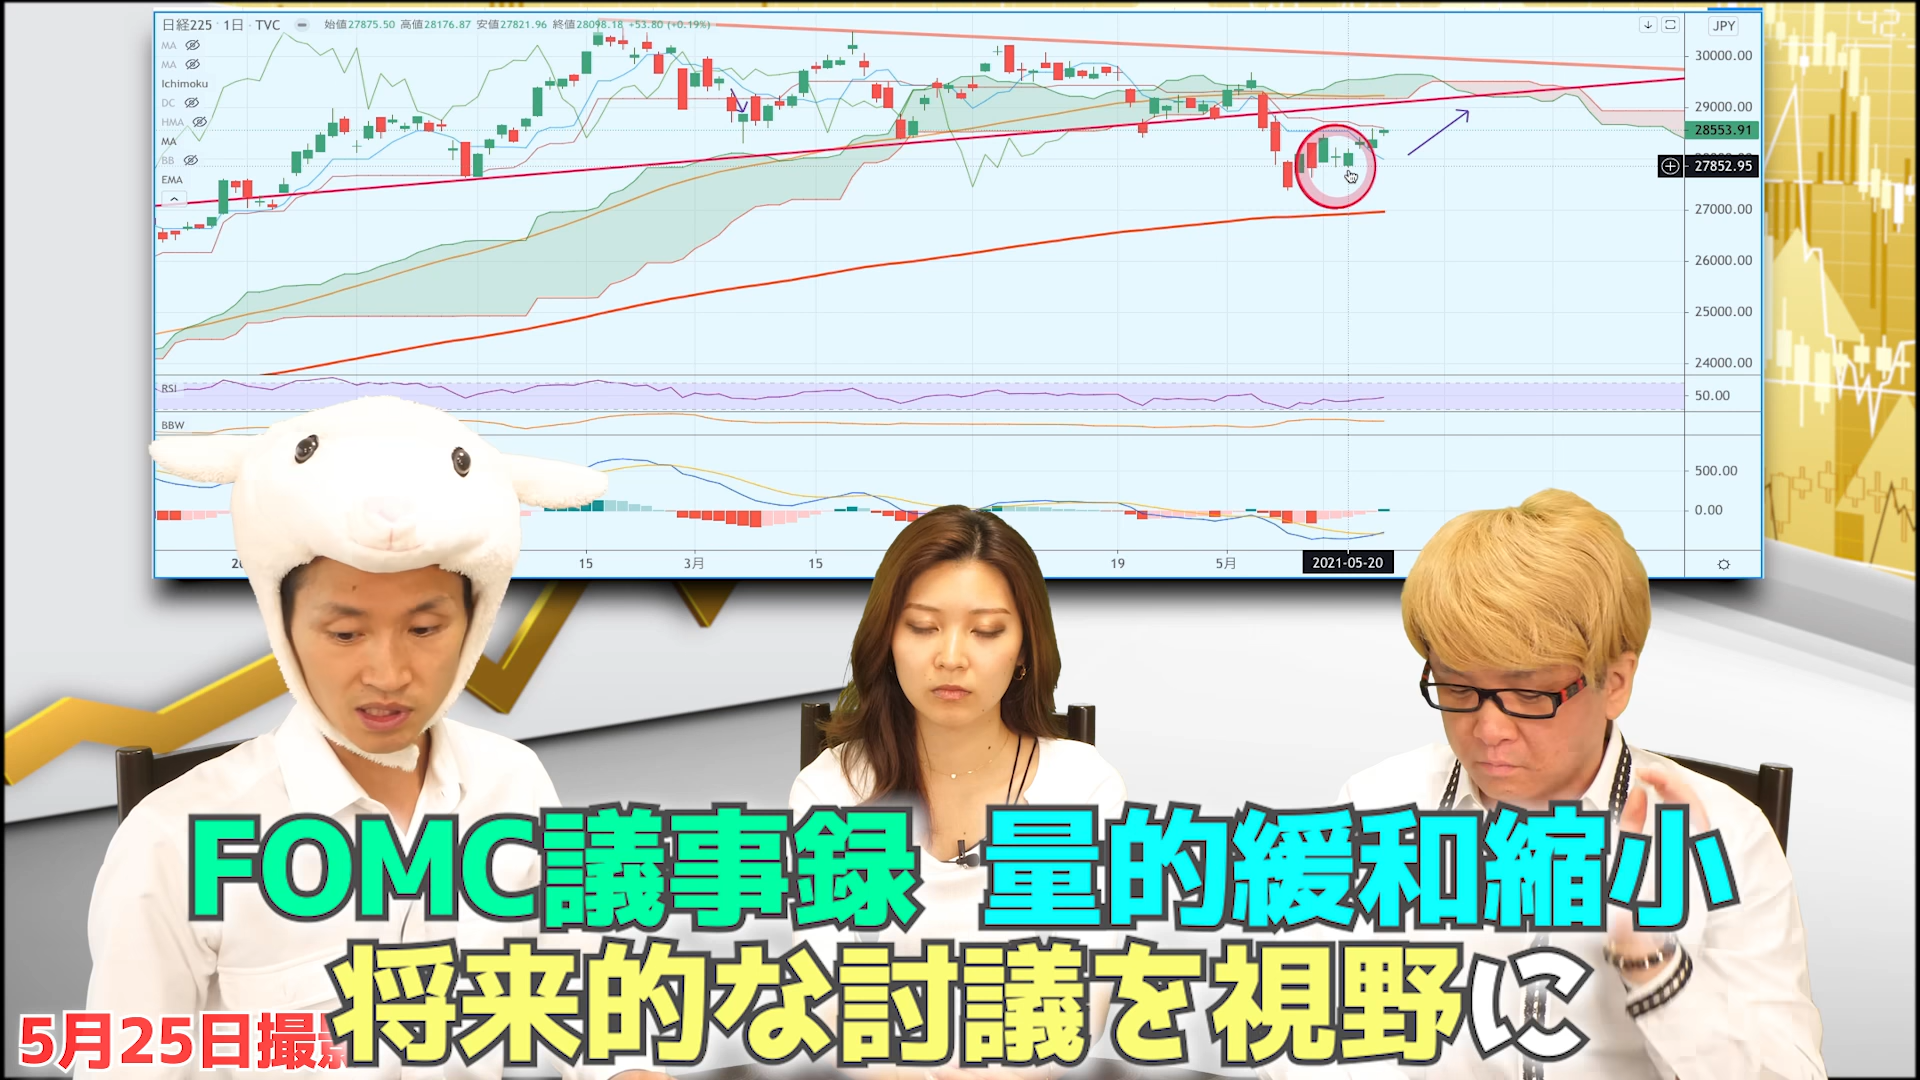 日経225 · 1日 · TVC 始値27875.50 高値28176.87 安値27821.96 終値28098.18 +53.80 (+0.19%)
JPY
MA
MA
Ichimoku
DC
HMA
MA
BB
EMA
30000.00
29000.00
28553.91
27852.95
27000.00
26000.00
25000.00
24000.00
RSI
50.00
BBW
500.00
0.00
15
3月
15
19
5月
2021-05-20
FOMC議事録 量的緩和縮小
将来的な討議を視野に
5月25日撮影